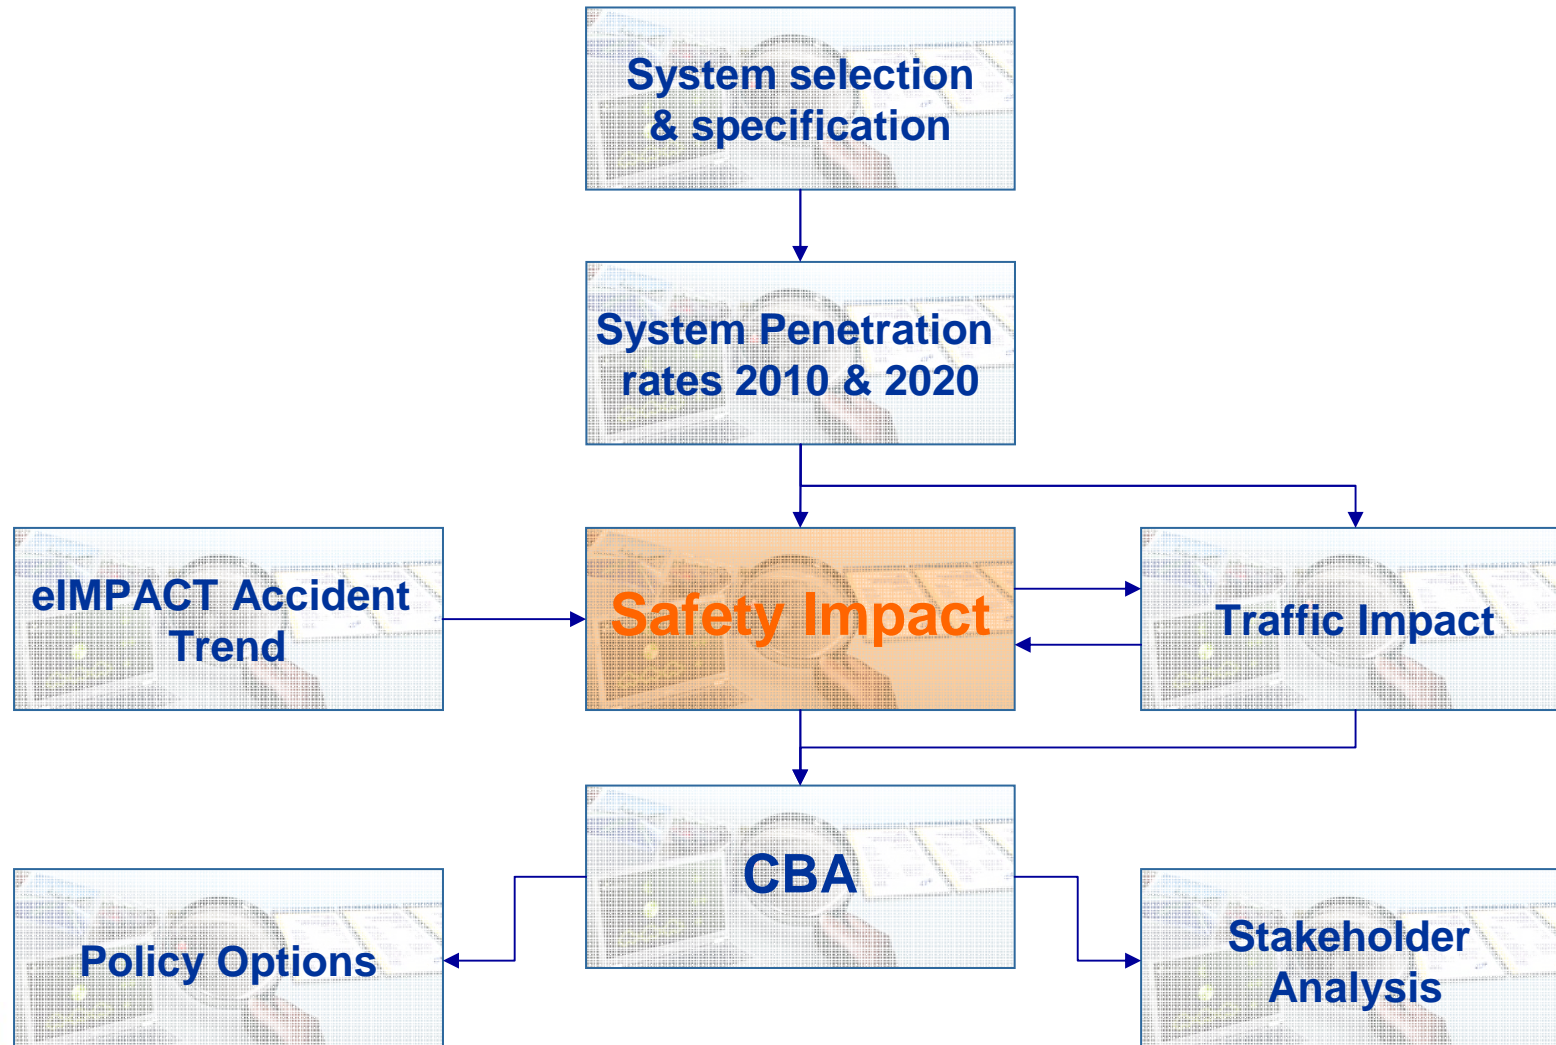 System selection
& specification
System Penetration
rates 2010 & 2020
eIMPACT Accident
Trend
Safety Impact
Traffic Impact
CBA
Policy Options
Stakeholder
Analysis